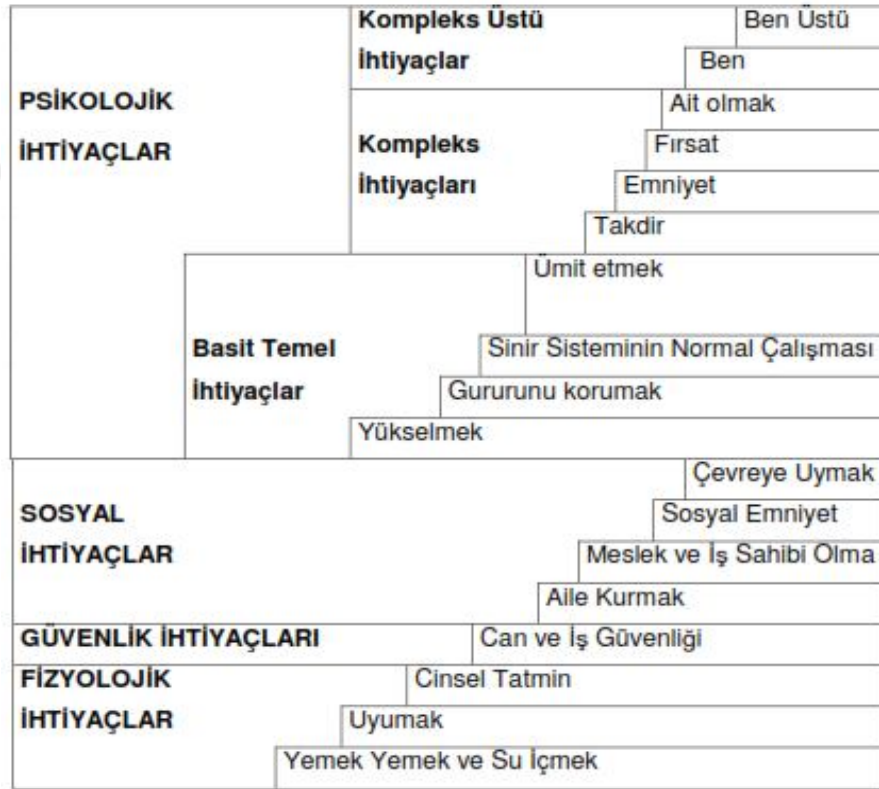 Kompleks Üstü Ben Üstü
İhtiyaçlar Ben
PSİKOLOJİK Ait olmak
İHTİYAÇLAR Kompleks Fırsat
İhtiyaçları Emniyet
Takdir
Ümit etmek
Basit Temel Sinir Sisteminin Normal Çalışması
İhtiyaçlar Gururunu korumak
Yükselmek
Çevreye Uymak
SOSYAL Sosyal Emniyet
İHTİYAÇLAR Meslek ve İş Sahibi Olma
Aile Kurmak
GÜVENLİK İHTİYAÇLARI Can ve İş Güvenliği
FİZYOLOJİK Cinsel Tatmin
İHTİYAÇLAR Uyumak
Yemek Yemek ve Su İçmek